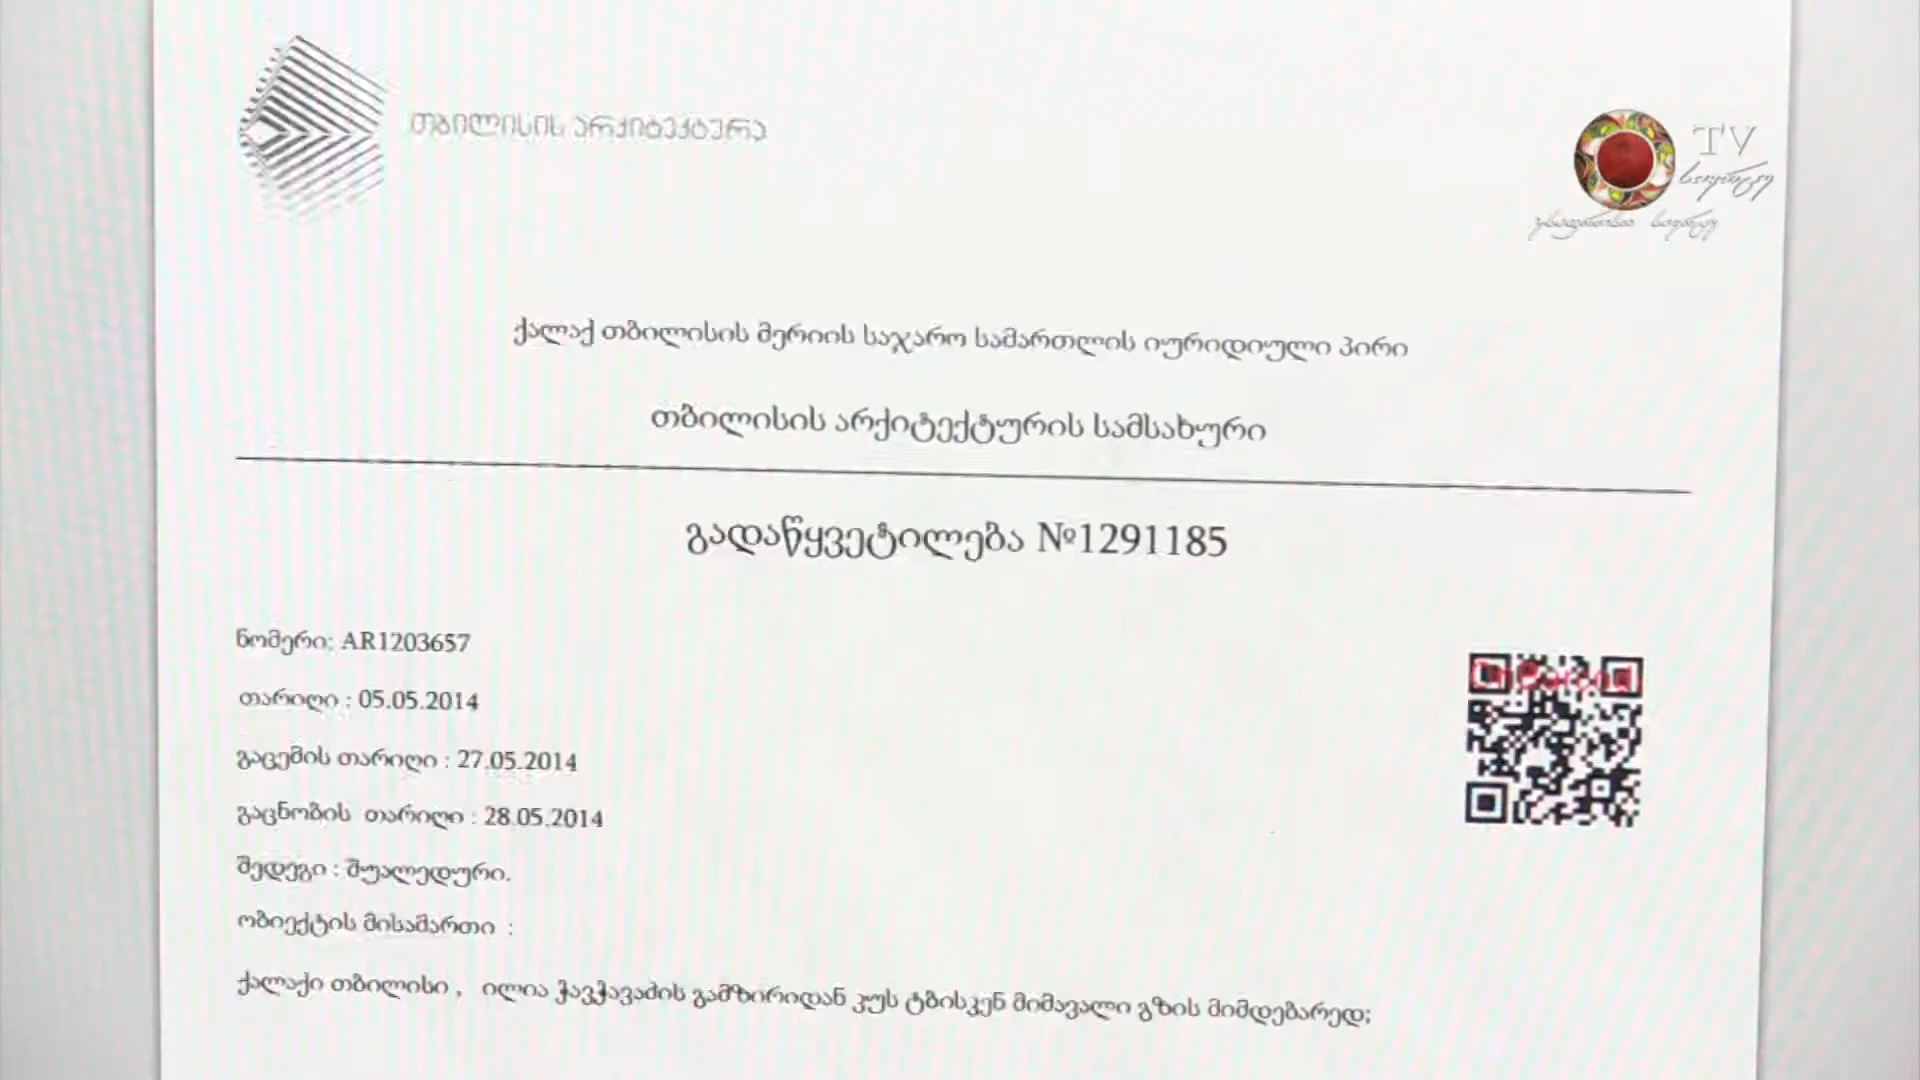 თბილისის არქიტექტურა
TV
ქალაქ თბილისის მერიის საჯარო სამართლის იურიდიული პირი
თბილისის არქიტექტურის სამსახური
გადაწყვეტილება №1291185
ნომერი: AR1203657
თარიღი : 05.05.2014
გაცემის თარიღი : 27.05.2014
გაცნობის თარიღი : 28.05.2014
შედეგი : შუალედური.
ობიექტის მისამართი :
ქალაქი თბილისი , ილია ჭავჭავაძის გამზირიდან კუს ტბისკენ მიმავალი გზის მიმდებარედ;